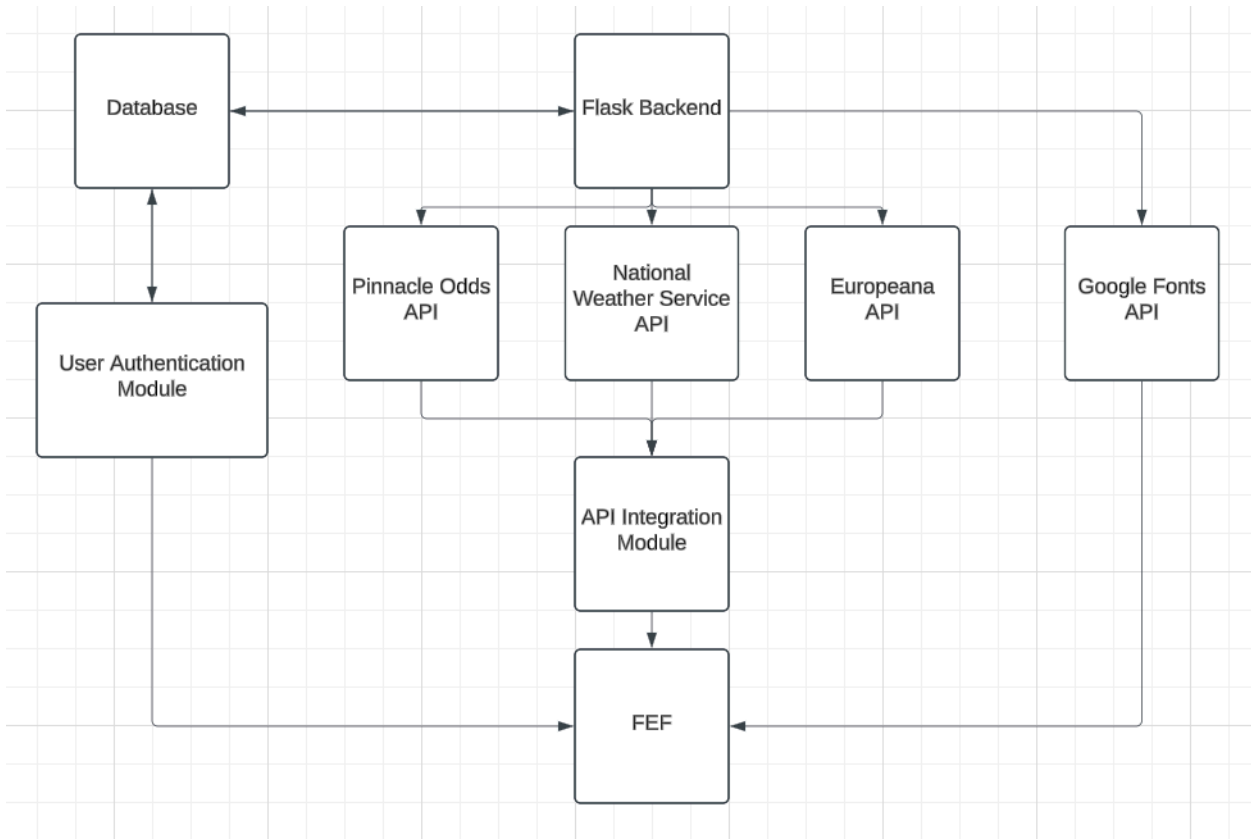 Database
Flask Backend
Pinnacle Odds
API
National
Weather Service
API
Europeana
API
Google Fonts
API
User Authentication
Module
API Integration
Module
FEF